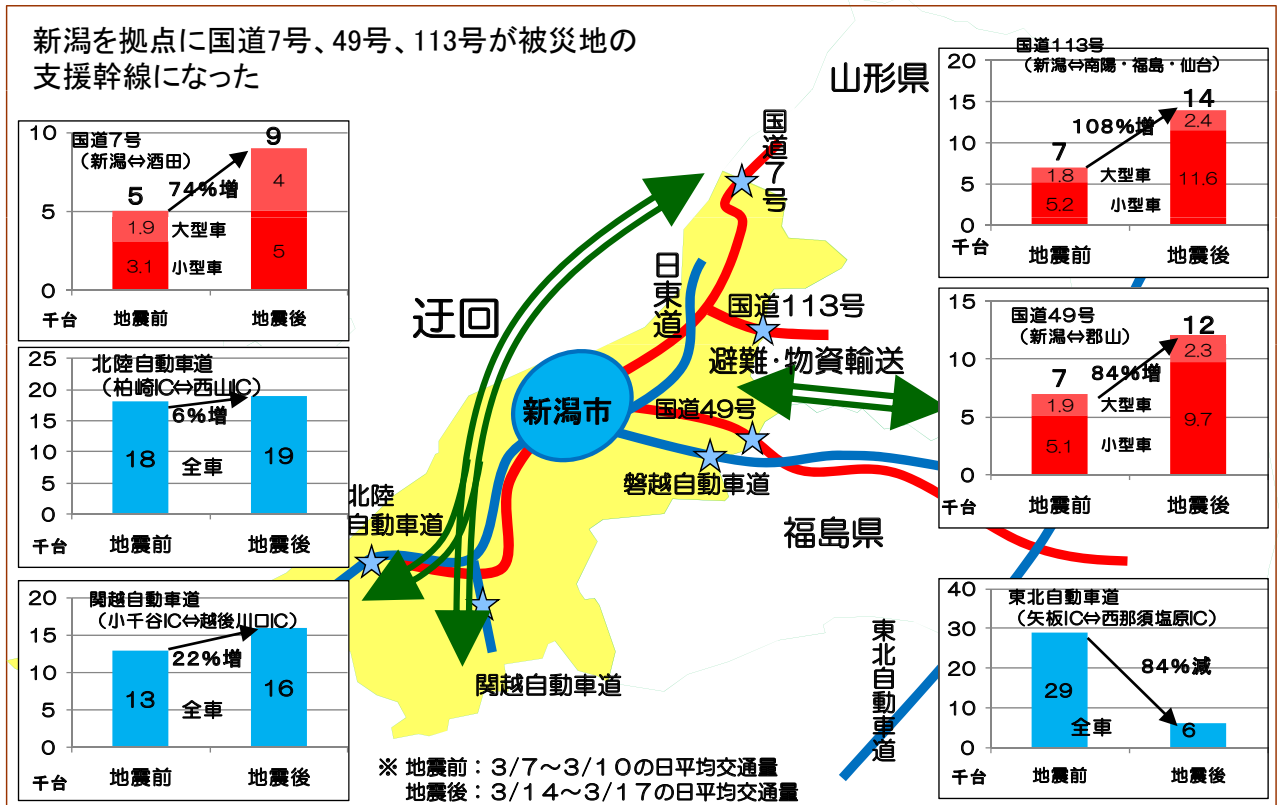 新潟を拠点に国道7号、49号、113号が被災地の
支援幹線になった
国道7号
（新潟⇔酒田）
10
5
0
千台
5
9
74%増
1.9
大型車
3.1
小型車
4
5
地震前
地震後
北陸自動車道
（柏崎IC⇔西山IC）
25
20
15
10
5
0
千台
6%増
18
全車
19
地震前
地震後
関越自動車道
（小千谷IC⇔越後川口IC）
20
15
10
5
0
千台
22%増
13
全車
16
地震前
地震後
山形県
国道7号
日東道
迂回
国道113号
避難・物資輸送
新潟市
国道49号
磐越自動車道
北陸
自動車道
福島県
関越自動車道
東北自動車道
国道113号
（新潟⇔南陽・福島・仙台）
20
15
10
5
0
千台
7
14
108%増
1.8
大型車
5.2
小型車
2.4
11.6
地震前
地震後
国道49号
（新潟⇔郡山）
15
10
5
0
千台
7
12
84%増
1.9
大型車
5.1
小型車
2.3
9.7
地震前
地震後
東北自動車道
（矢板IC⇔西那須塩原IC）
40
30
20
10
0
千台
84%減
29
全車
6
地震前
地震後
※ 地震前：3/7～3/10の日平均交通量
地震後：3/14～3/17の日平均交通量